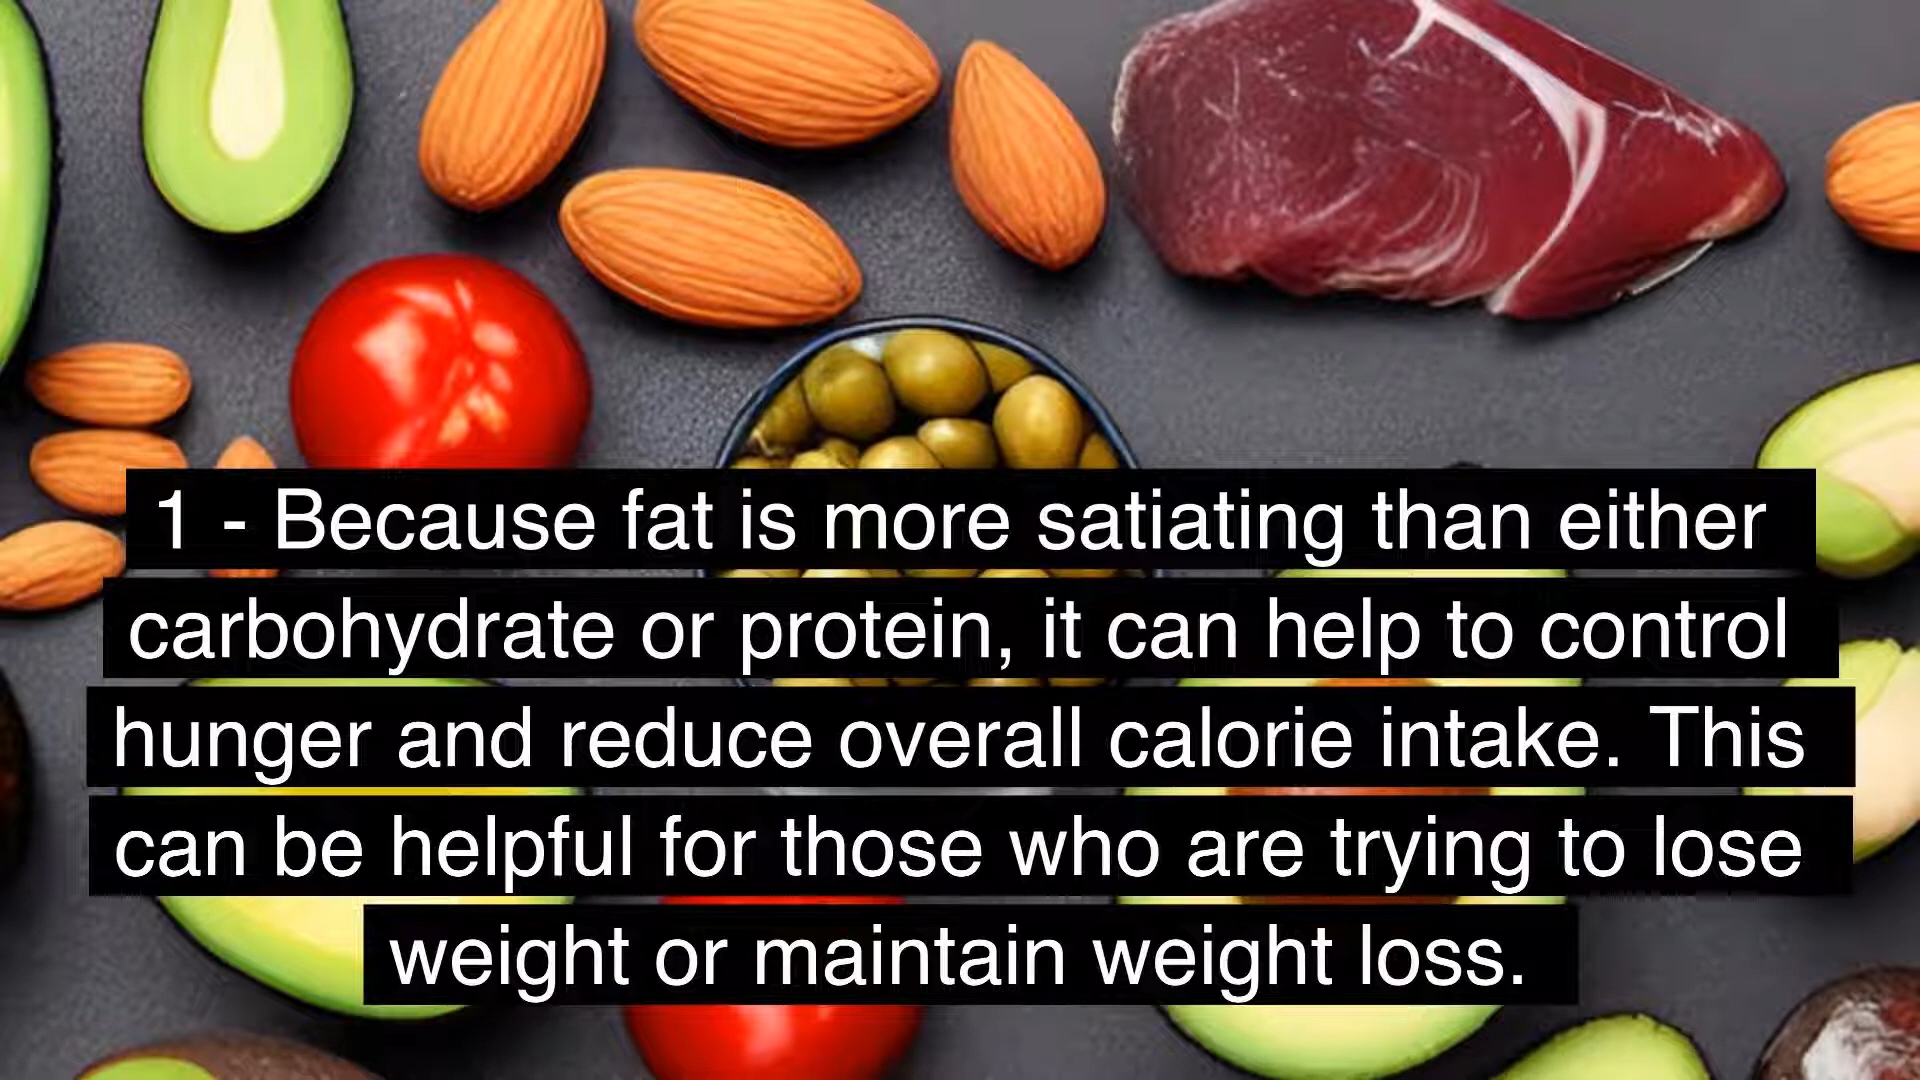 1 - Because fat is more satiating than either
carbohydrate or protein, it can help to control
hunger and reduce overall calorie intake. This
can be helpful for those who are trying to lose
weight or maintain weight loss.